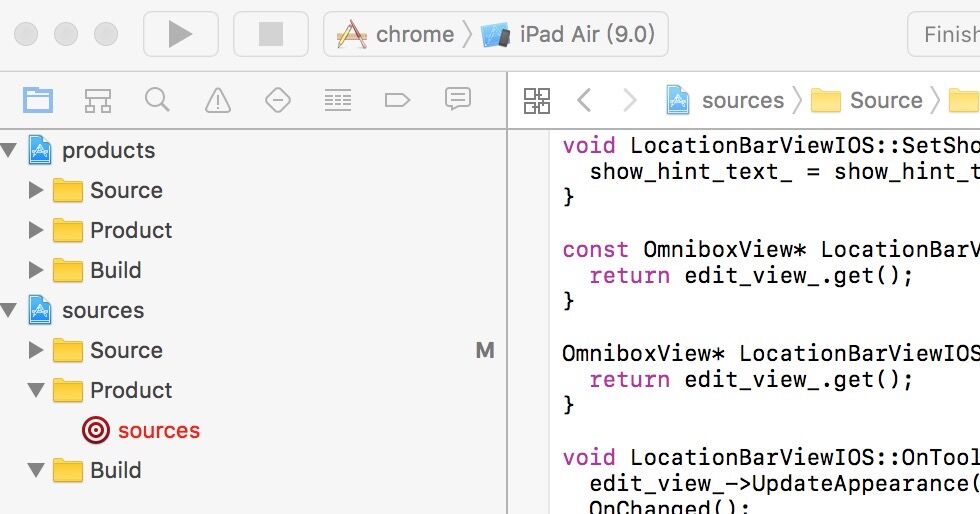 chrome iPad Air (9.0) Finish
sources Source
products
Source
Product
Build
sources
Source M
Product
sources
Build
void LocationBarViewIOS::SetSho
show_hint_text_ = show_hint_t
}
const OmniboxView* LocationBarV
return edit_view_.get();
}
OmniboxView* LocationBarViewIOS
return edit_view_.get();
}
void LocationBarViewIOS::OnTool
edit_view_->UpdateAppearance(
OnChanged();